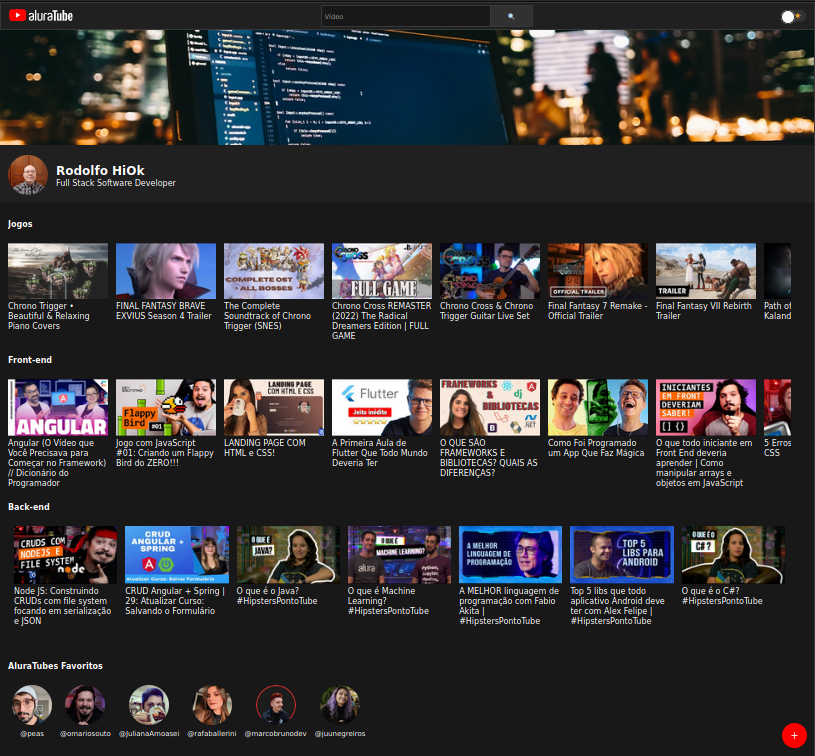 aluraTube
Vídeo
Rodolfo HiOk
Full Stack Software Developer
Jogos
CHRONO CROSS
COMPLETE OST
+ ALL BOSSES
FULL GAME
OFFICIAL TRAILER
TRAILER
Chrono Trigger •
Beautiful & Relaxing
Piano Covers
FINAL FANTASY BRAVE
EXVIUS Season 4 Trailer
The Complete
Soundtrack of Chrono
Trigger (SNES)
Chrono Cross REMASTER
(2022) The Radical
Dreamers Edition | FULL
GAME
Chrono Cross & Chrono
Trigger Guitar Live Set
Final Fantasy 7 Remake -
Official Trailer
Final Fantasy VII Rebirth
Trailer
Path of
Kaland
Front-end
ANGULAR
Flappy
Bird #01
LANDING PAGE
COM HTML E CSS
Flutter
Jeito inédito
FRAMEWORKS
&
BIBLIOTECAS
INICIANTES
EM FRONT
DEVERIAM
SABER!
[] {}
Angular (O Vídeo que
Você Precisava para
Começar no Framework)
// Dicionário do
Programador
Jogo com JavaScript
#01: Criando um Flappy
Bird do ZERO!!!
LANDING PAGE COM
HTML e CSS!
A Primeira Aula de
Flutter Que Todo Mundo
Deveria Ter
O QUE SÃO
FRAMEWORKS E
BIBLIOTECAS? QUAIS AS
DIFERENÇAS?
Como Foi Programado
um App Que Faz Mágica
O que todo iniciante em
Front End deveria
aprender | Como
manipular arrays e
objetos em JavaScript
5 Erros
CSS
Back-end
CRUDS COM
NODEJS E
FILE SYSTEM
node
CRUD
ANGULAR +
SPRING
Atualizar Curso: Salvar Formulário
O QUE É
JAVA?
O QUE É
MACHINE LEARNING?
alura
A MELHOR
LINGUAGEM DE
PROGRAMAÇÃO
TOP 5
LIBS PARA
ANDROID
O QUE É O
C#?
Node JS: Construindo
CRUDs com file system
focando em serialização
e JSON
CRUD Angular + Spring |
29: Atualizar Curso:
Salvando o Formulário
O que é o Java?
#HipstersPontoTube
O que é Machine
Learning?
#HipstersPontoTube
A MELHOR linguagem de
programação com Fabio
Akita |
#HipstersPontoTube
Top 5 libs que todo
aplicativo Android deve
ter com Alex Felipe |
#HipstersPontoTube
O que é o C#?
#HipstersPontoTube
AluraTubes Favoritos
@peas
@omariosouto
@JulianaAmoasei
@rafaballerini
@marcobrunodev
@juunegreiros
+